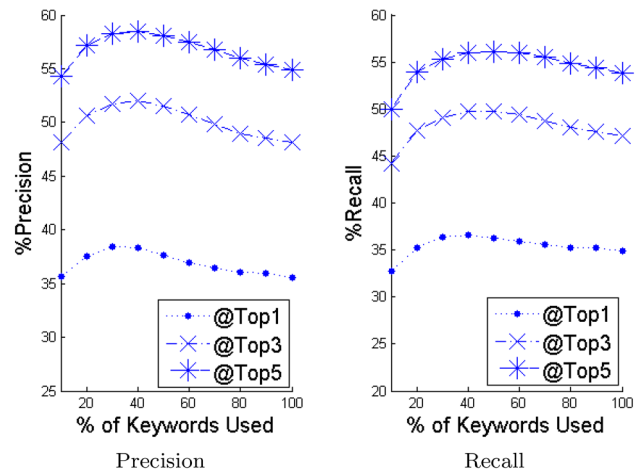 60
55
50
45
40
35
30
25
%Precision
20 40 60 80 100
% of Keywords Used
@Top1
@Top3
@Top5
Precision
60
55
50
45
40
35
30
25
20
%Recall
20 40 60 80 100
% of Keywords Used
@Top1
@Top3
@Top5
Recall